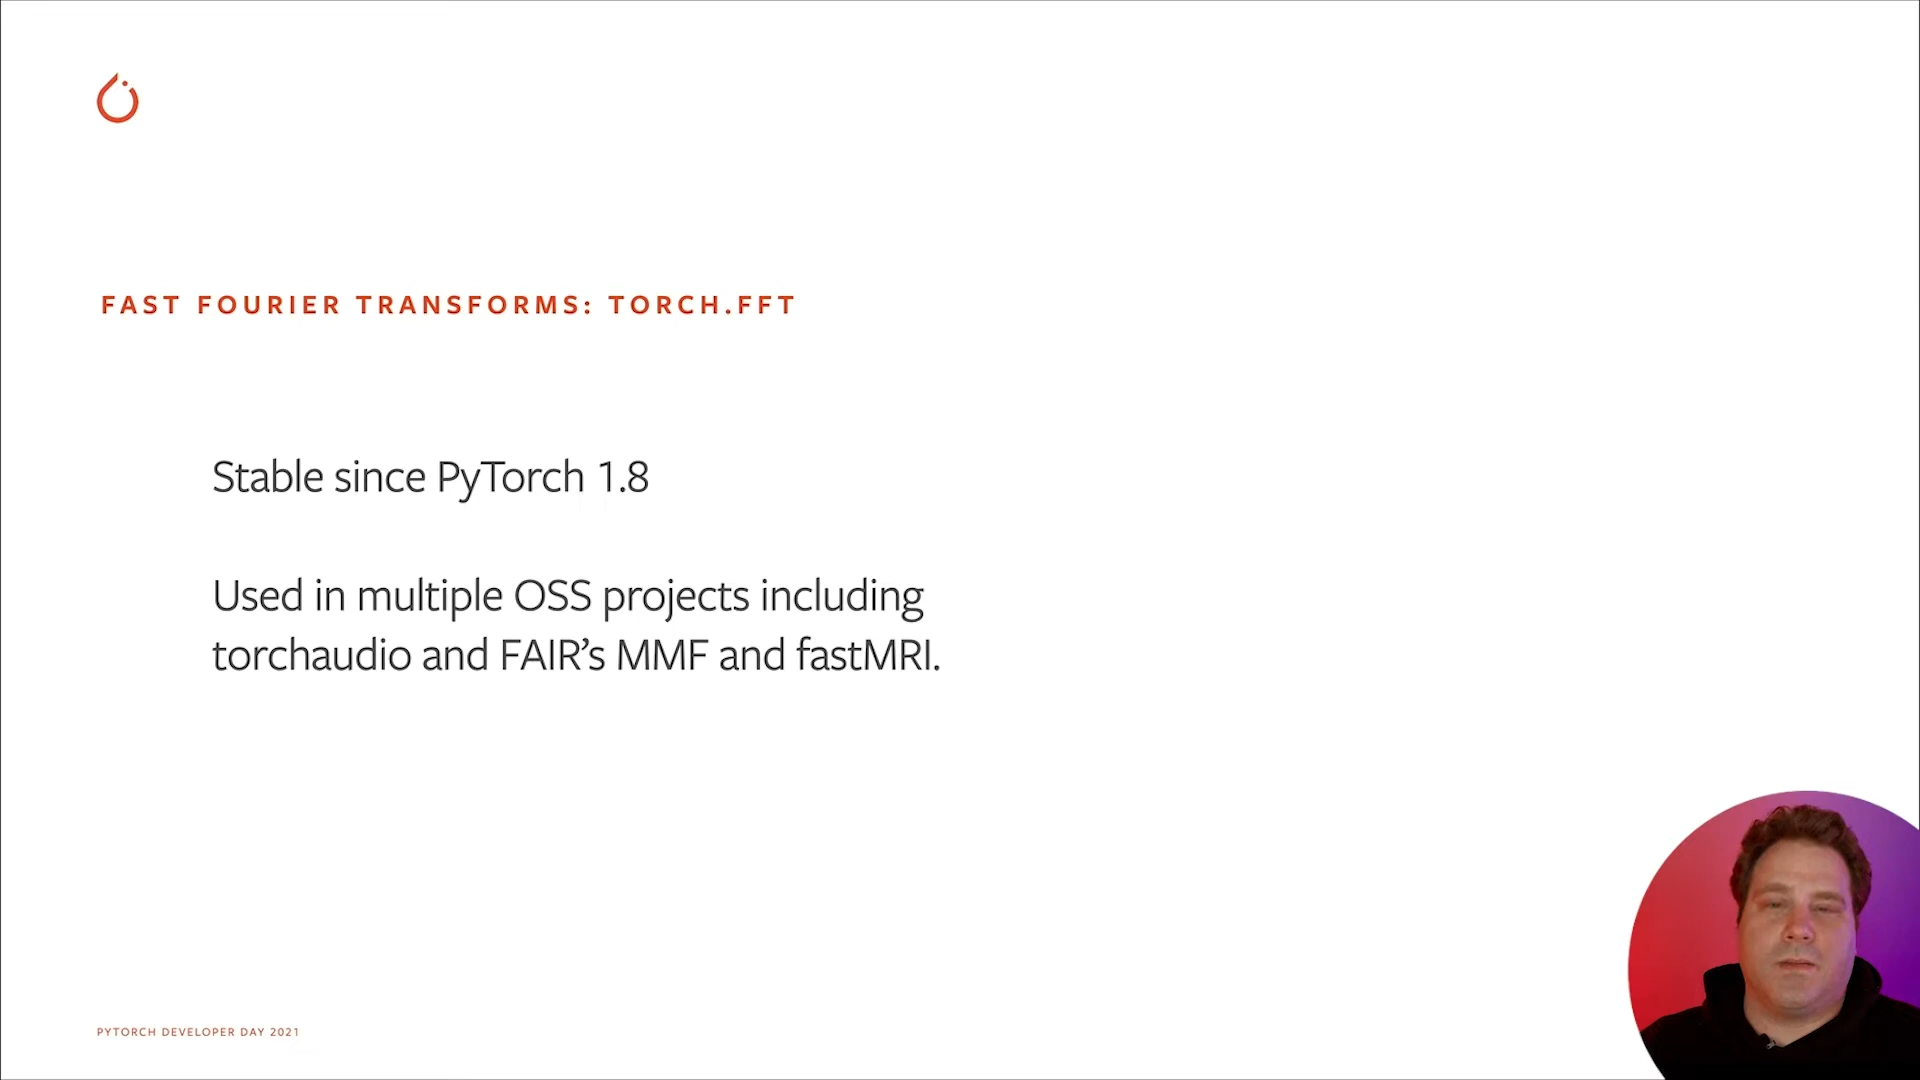 FAST FOURIER TRANSFORMS: TORCH.FFT
Stable since PyTorch 1.8
Used in multiple OSS projects including
torchaudio and FAIR’s MMF and fastMRI.
PYTORCH DEVELOPER DAY 2021